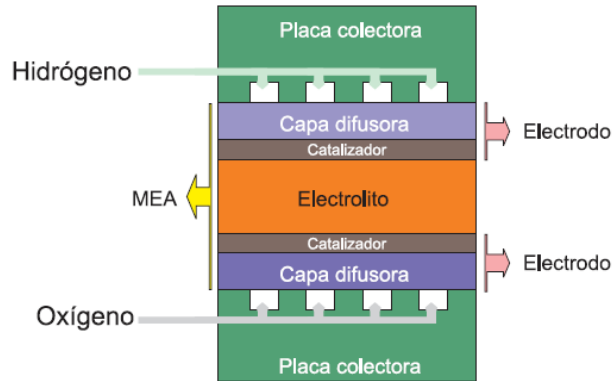 Placa colectora
Hidrógeno
Capa difusora
Electrodo
Catalizador
MEA
Electrolito
Catalizador
Electrodo
Capa difusora
Oxígeno
Placa colectora